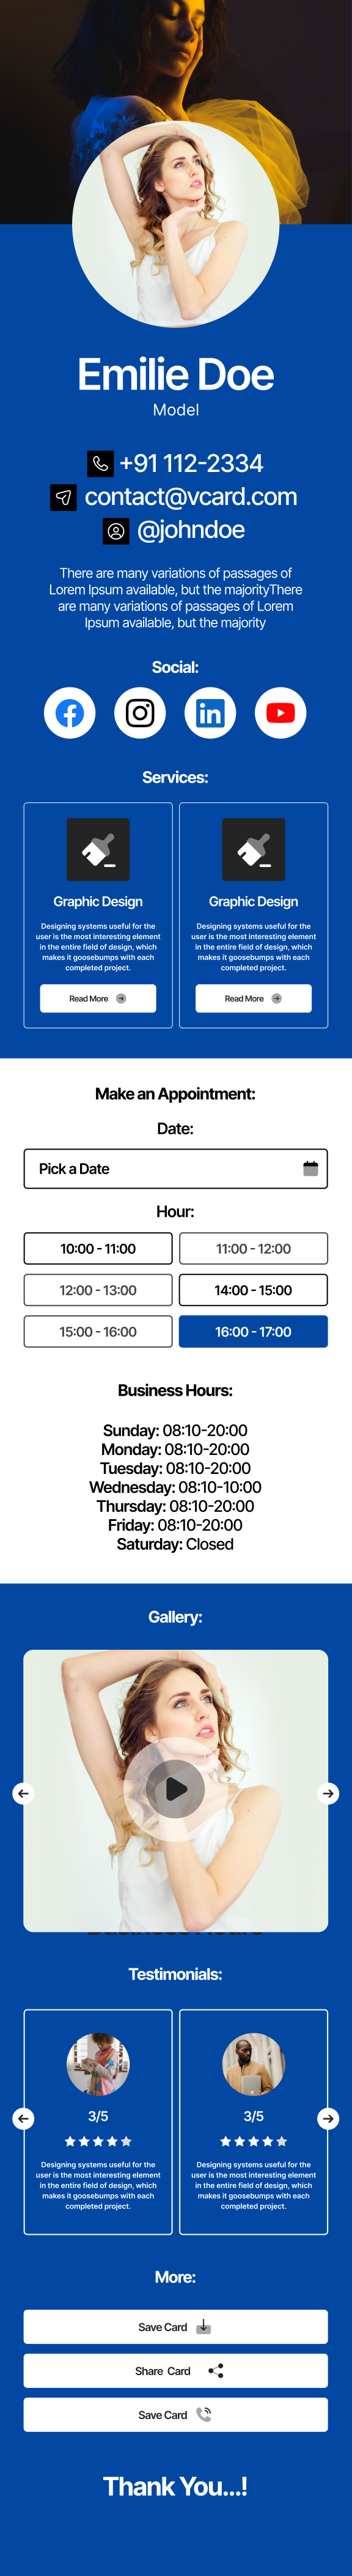 Emilie Doe
Model
+91 112-2334
contact@vcard.com
@johndoe
There are many variations of passages of
Lorem Ipsum available, but the majorityThere
are many variations of passages of Lorem
Ipsum available, but the majority
Social:
Services:
Graphic Design
Designing systems useful for the
user is the most interesting element
in the entire field of design, which
makes it goosebumps with each
completed project.
Read More
Graphic Design
Designing systems useful for the
user is the most interesting element
in the entire field of design, which
makes it goosebumps with each
completed project.
Read More
Make an Appointment:
Date:
Pick a Date
Hour:
10:00 - 11:00
11:00 - 12:00
12:00 - 13:00
14:00 - 15:00
15:00 - 16:00
16:00 - 17:00
Business Hours:
Sunday: 08:10-20:00
Monday: 08:10-20:00
Tuesday: 08:10-20:00
Wednesday: 08:10-10:00
Thursday: 08:10-20:00
Friday: 08:10-20:00
Saturday: Closed
Gallery:
Testimonials:
3/5
Designing systems useful for the
user is the most interesting element
in the entire field of design, which
makes it goosebumps with each
completed project.
3/5
Designing systems useful for the
user is the most interesting element
in the entire field of design, which
makes it goosebumps with each
completed project.
More:
Save Card
Share Card
Save Card
Thank You...!